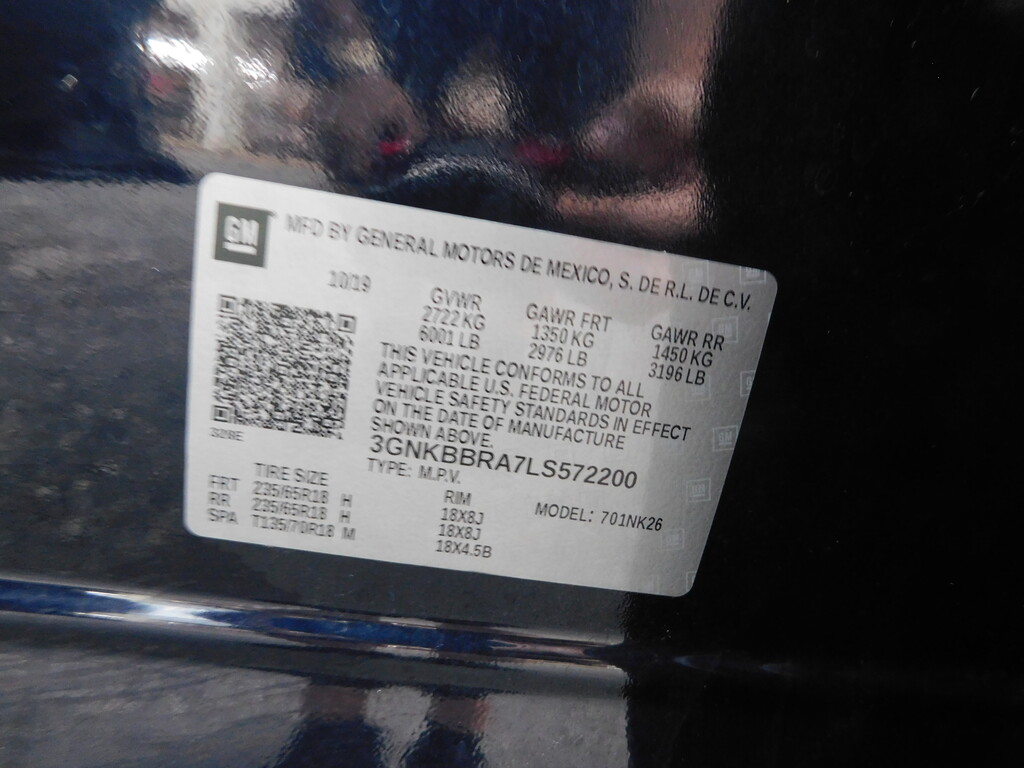 GM MFD BY GENERAL MOTORS DE MEXICO, S. DE R.L. DE C.V.
10/19
GVWR GAWR FRT GAWR RR
2722 KG 1350 KG 1450 KG
6001 LB 2976 LB 3196 LB
THIS VEHICLE CONFORMS TO ALL
APPLICABLE U.S. FEDERAL MOTOR
VEHICLE SAFETY STANDARDS IN EFFECT
ON THE DATE OF MANUFACTURE
SHOWN ABOVE.
3GNKBBRA7LS572200
TYPE: M.P.V.
TIRE SIZE RIM MODEL: 701NK26
FRT 235/65R18 H 18X8J
RR 235/65R18 H 18X8J
SPA T135/70R18 M 18X4.5B